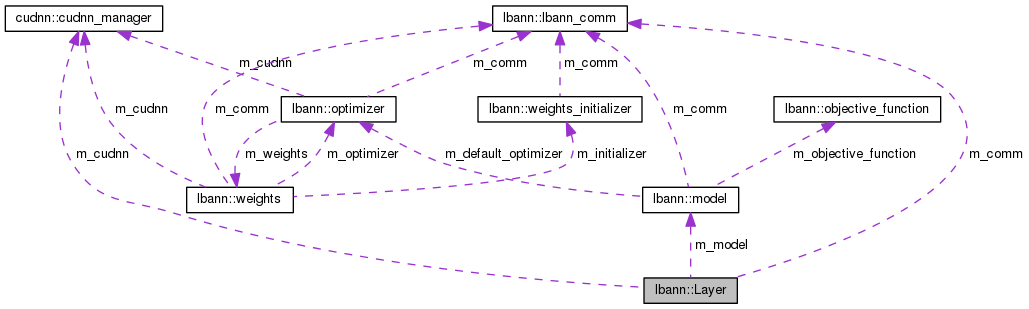 cudnn::cudnn_manager
lbann::lbann_comm
m_cudnn
m_comm
m_comm
lbann::optimizer
lbann::weights_initializer
lbann::objective_function
m_cudnn
m_comm
m_comm
m_cudnn
m_weights
m_optimizer
m_default_optimizer
m_initializer
m_objective_function
m_comm
lbann::weights
lbann::model
m_model
lbann::Layer